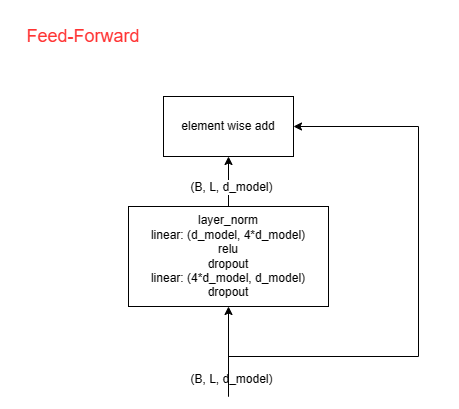 Feed-Forward
element wise add
(B, L, d_model)
layer_norm
linear: (d_model, 4*d_model)
relu
dropout
linear: (4*d_model, d_model)
dropout
(B, L, d_model)